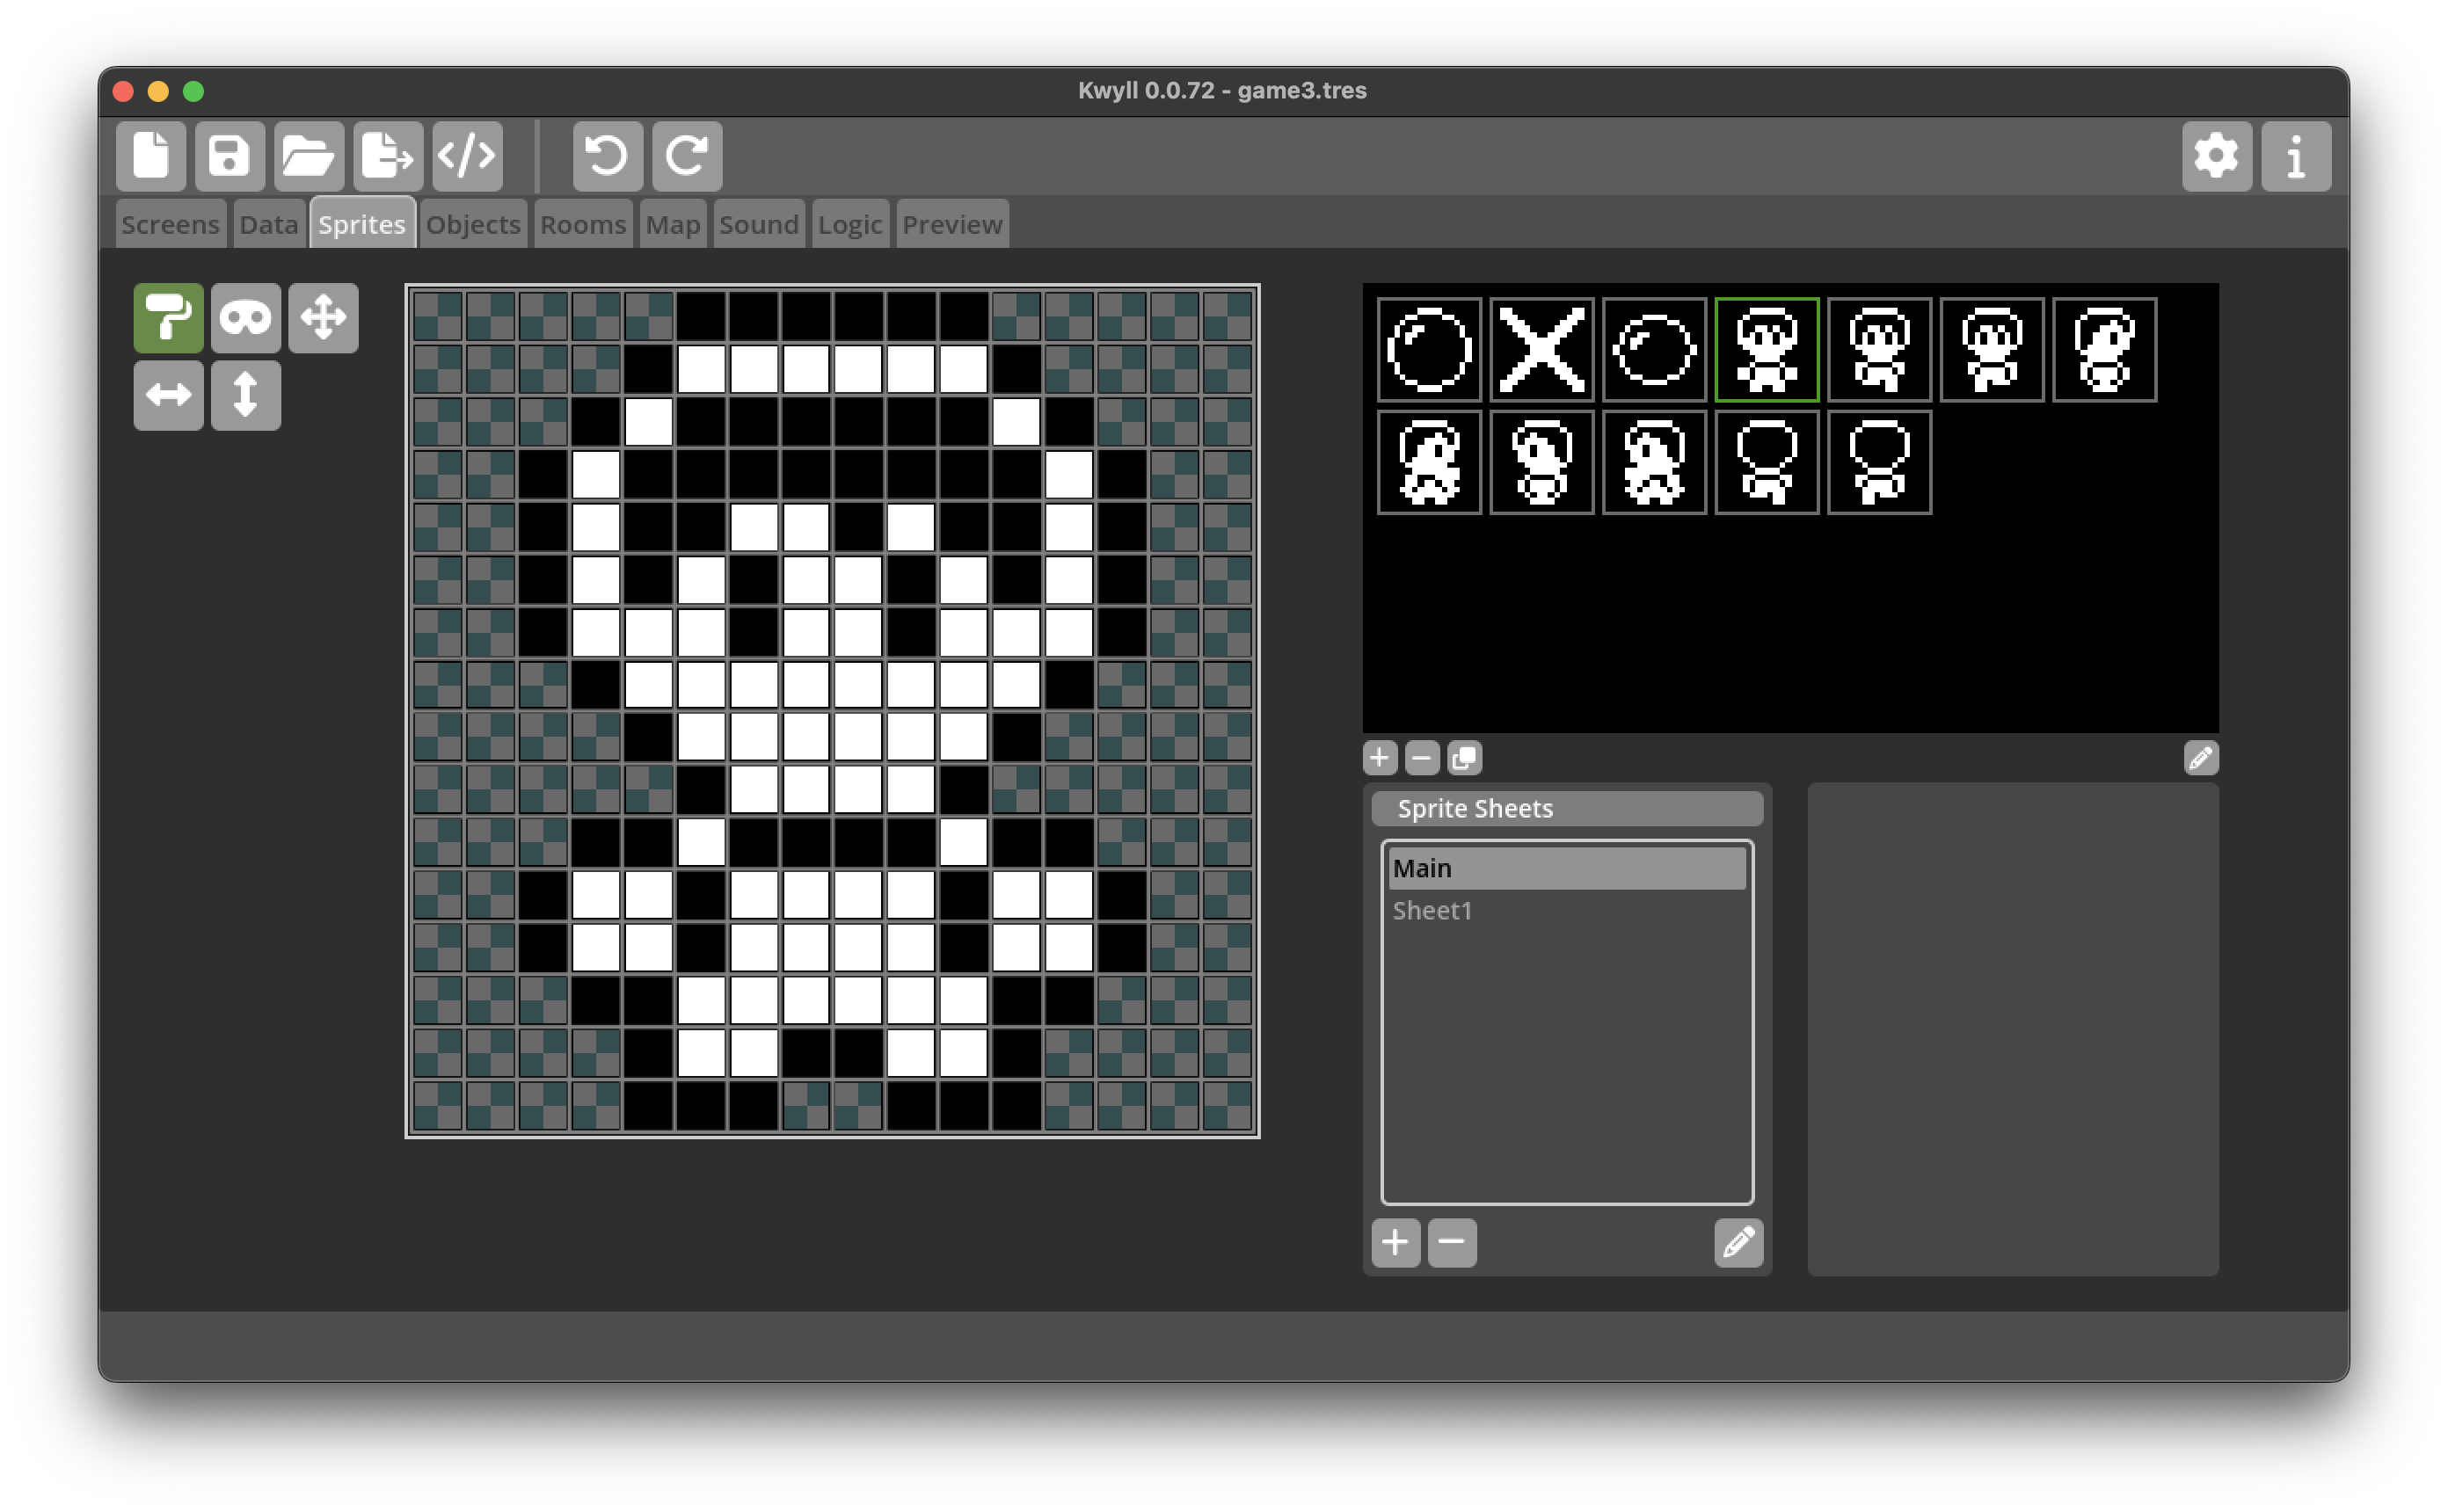 Kwyll 0.0.72 - game3.tres
Screens Data Sprites Objects Rooms Map Sound Logic Preview
Sprite Sheets
Main
Sheet1